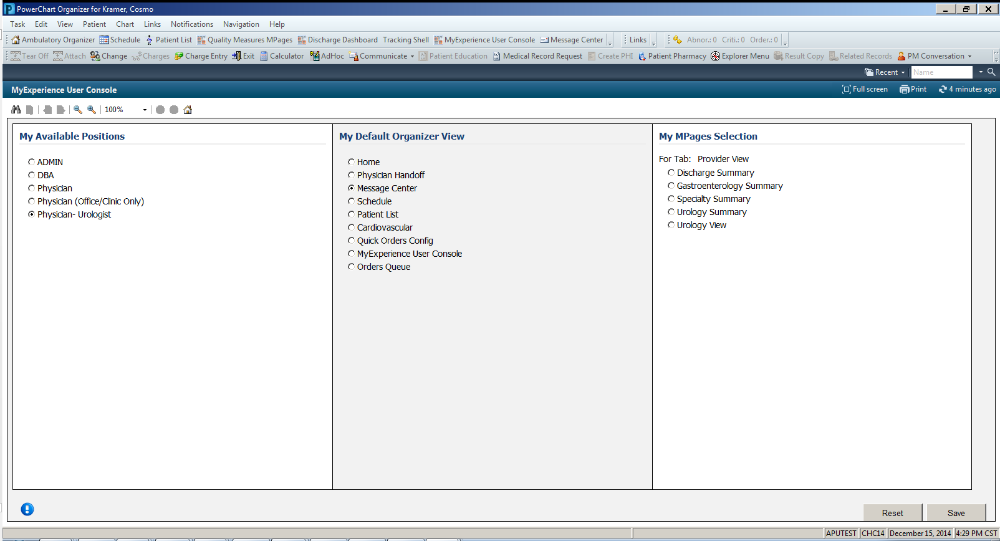 PowerChart Organizer for Kramer, Cosmo
Task Edit View Patient Chart Links Notifications Navigation Help
Ambulatory Organizer Schedule Patient List Quality Measures MPages Discharge Dashboard Tracking Shell MyExperience User Console Message Center Links Abnor.: 0 Criti.: 0 Order.: 0
Tear Off Attach Change Charges Charge Entry Exit Calculator AdHoc Communicate Patient Education Medical Record Request Create PHI Patient Pharmacy Explorer Menu Result Copy Related Records PM Conversation
Recent Name
MyExperience User Console Full screen Print 4 minutes ago
100%
My Available Positions
ADMIN
DBA
Physician
Physician (Office/Clinic Only)
Physician- Urologist
My Default Organizer View
Home
Physician Handoff
Message Center
Schedule
Patient List
Cardiovascular
Quick Orders Config
MyExperience User Console
Orders Queue
My MPages Selection
For Tab: Provider View
Discharge Summary
Gastroenterology Summary
Specialty Summary
Urology Summary
Urology View
Reset Save
APUTEST CHC14 December 15, 2014 4:29 PM CST